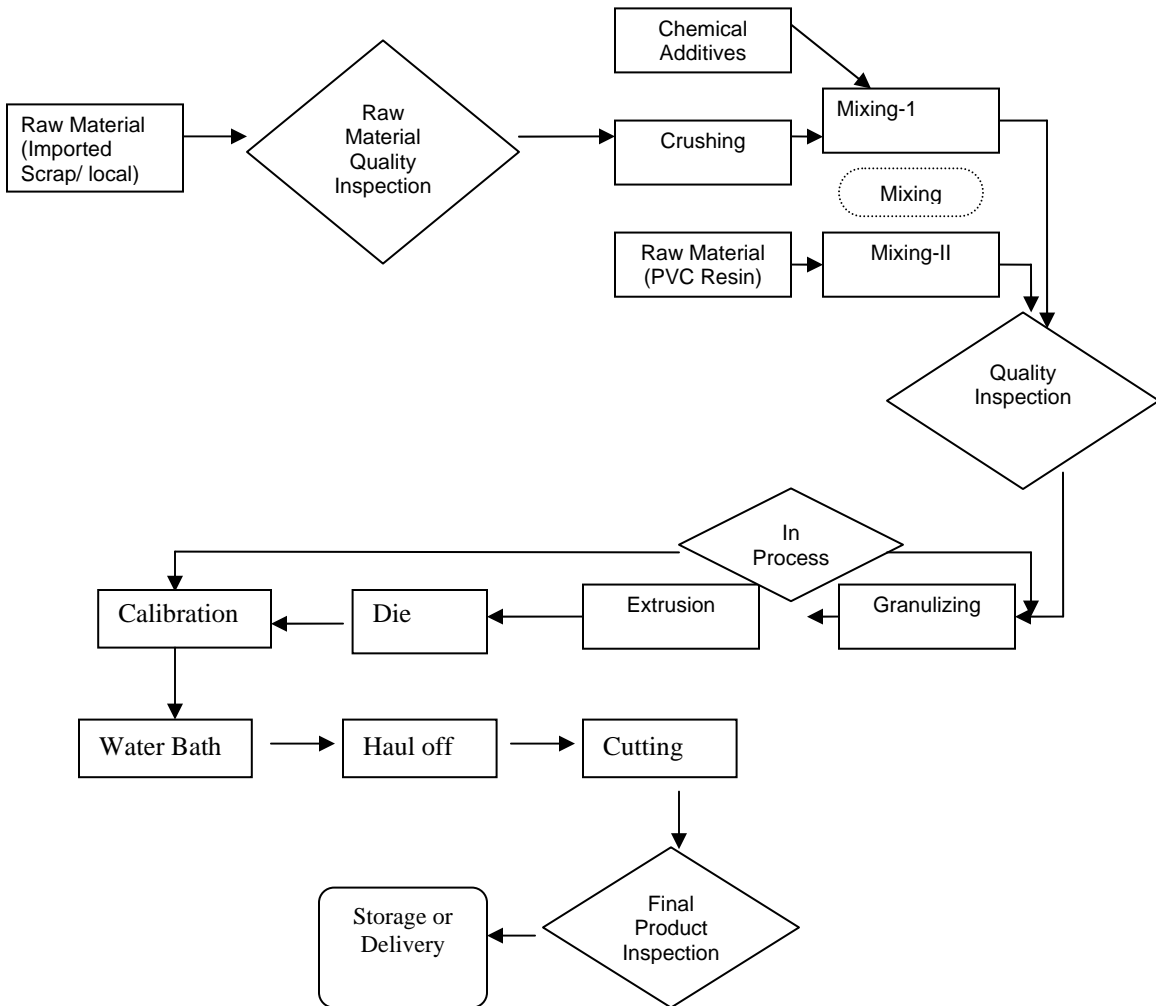 Chemical
Additives
Raw Material
(Imported
Scrap/ local)
Raw
Material
Quality
Inspection
Crushing
Mixing-1
Mixing
Raw Material
(PVC Resin)
Mixing-II
Quality
Inspection
In
Process
Granulizing
Extrusion
Die
Calibration
Water Bath
Haul off
Cutting
Final
Product
Inspection
Storage or
Delivery